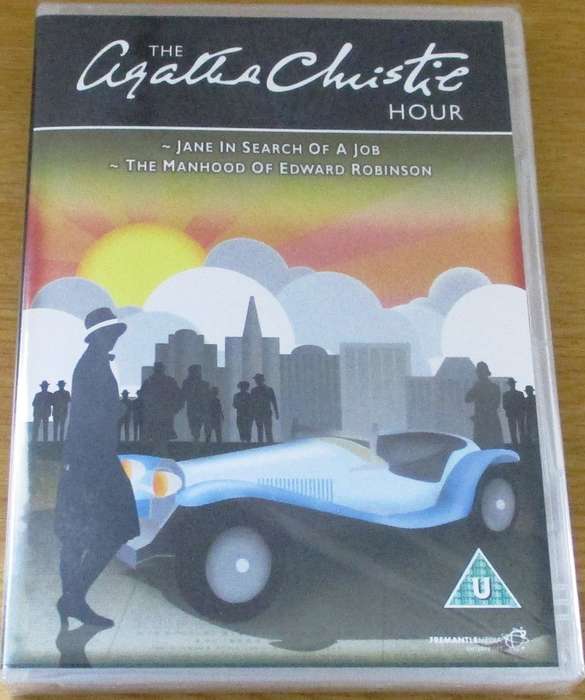 THE
Agatha Christie
HOUR
~ JANE IN SEARCH OF A JOB
~ THE MANHOOD OF EDWARD ROBINSON
U
FREMANTLEMEDIA